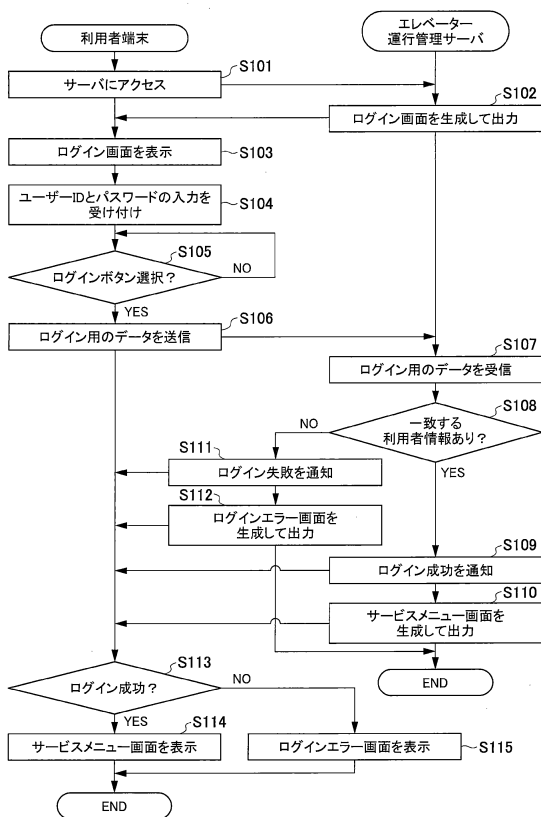 利用者端末
エレベーター
運行管理サーバ
S101
サーバにアクセス
S102
ログイン画面を生成して出力
ログイン画面を表示
S103
ユーザーIDとパスワードの入力を
受け付け
S104
S105
ログインボタン選択？
NO
YES
S106
ログイン用のデータを送信
S107
ログイン用のデータを受信
S108
一致する
利用者情報あり？
NO
YES
S111
ログイン失敗を通知
S112
ログインエラー画面を
生成して出力
S109
ログイン成功を通知
S110
サービスメニュー画面を
生成して出力
END
S113
ログイン成功？
NO
YES
S114
サービスメニュー画面を表示
ログインエラー画面を表示
S115
END